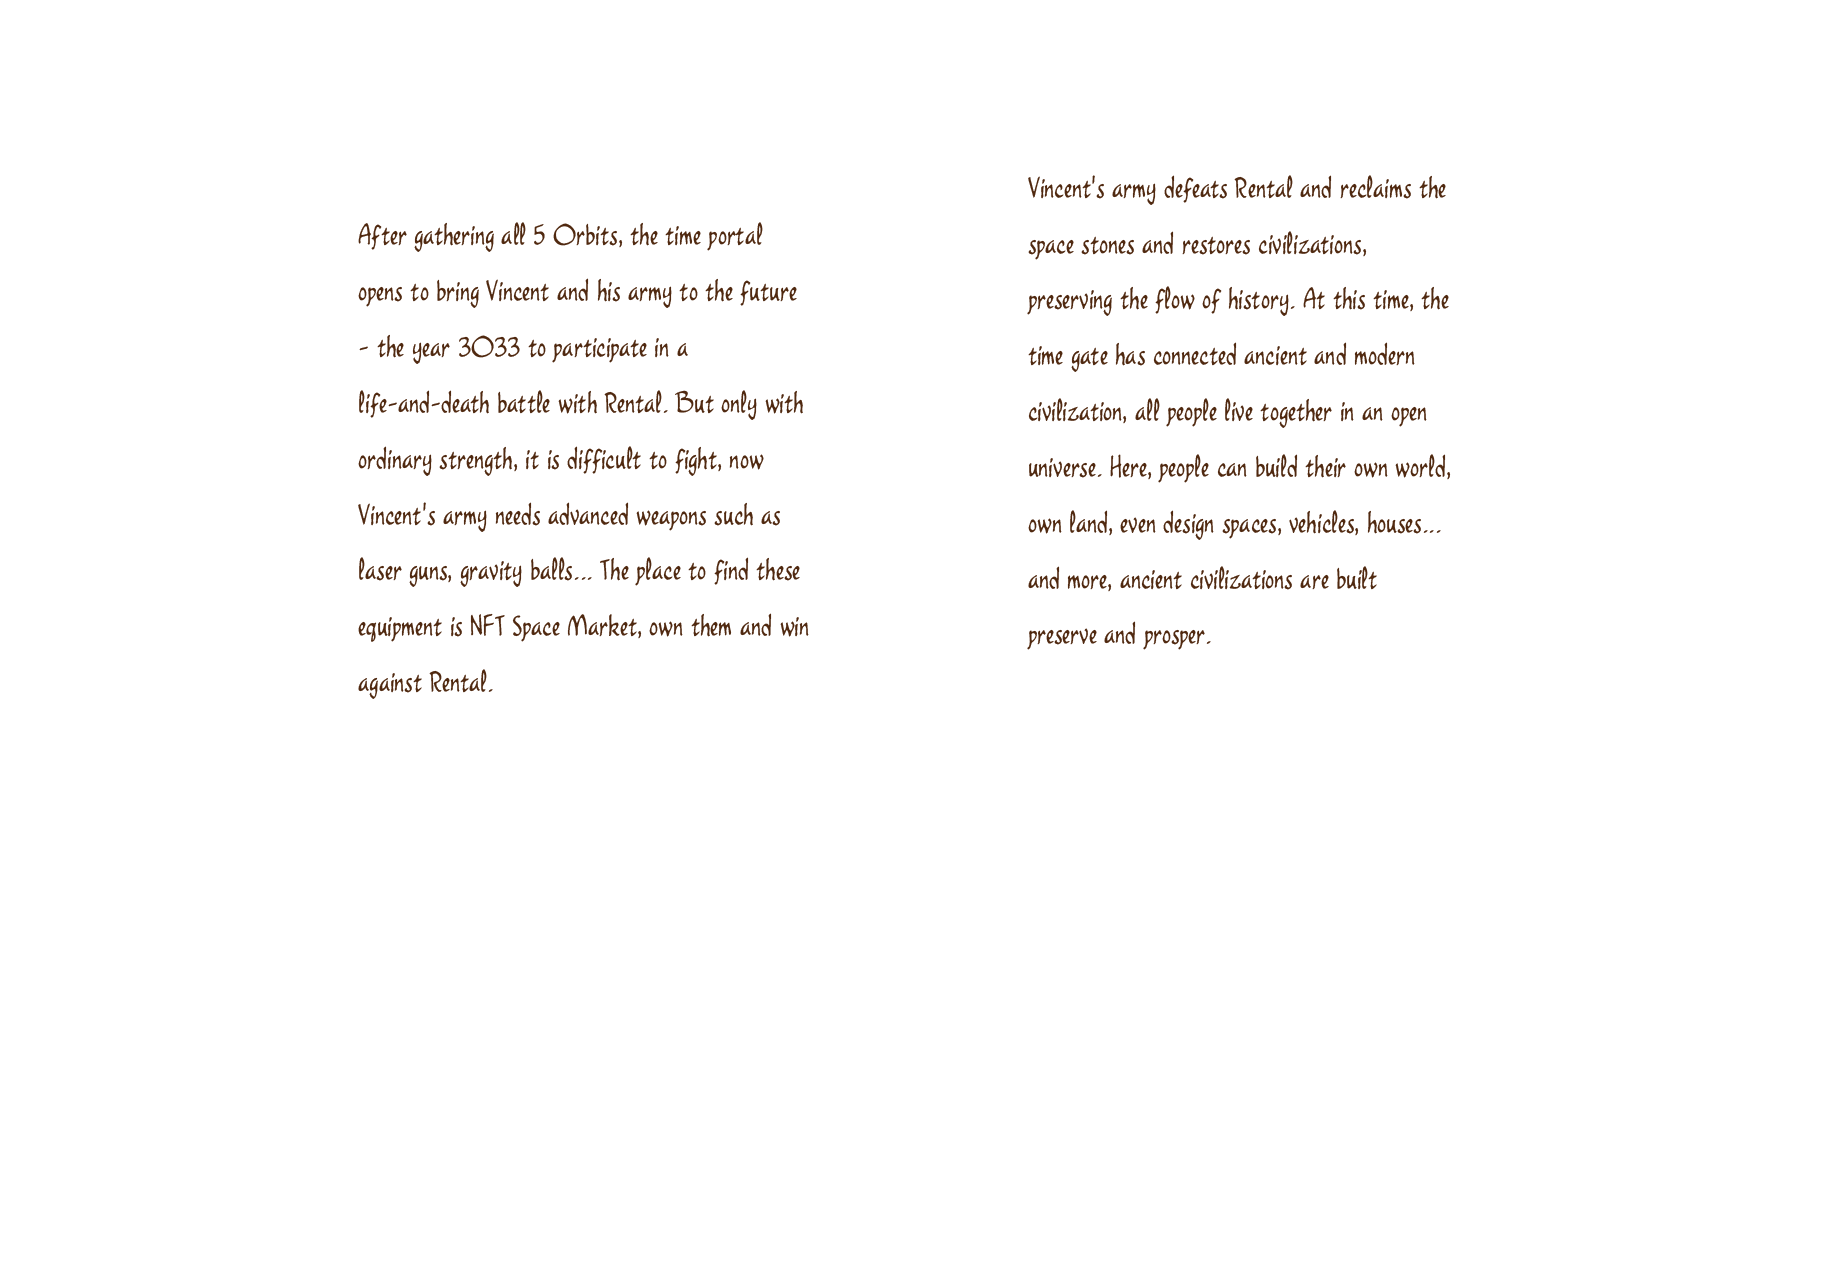 After gathering all 5 Orbits, the time portal
opens to bring Vincent and his army to the future
- the year 3033 to participate in a
life-and-death battle with Rental. But only with
ordinary strength, it is difficult to fight, now
Vincent's army needs advanced weapons such as
laser guns, gravity balls... The place to find these
equipment is NFT Space Market, own them and win
against Rental.
Vincent's army defeats Rental and reclaims the
space stones and restores civilizations,
preserving the flow of history. At this time, the
time gate has connected ancient and modern
civilization, all people live together in an open
universe. Here, people can build their own world,
own land, even design spaces, vehicles, houses...
and more, ancient civilizations are built
preserve and prosper.